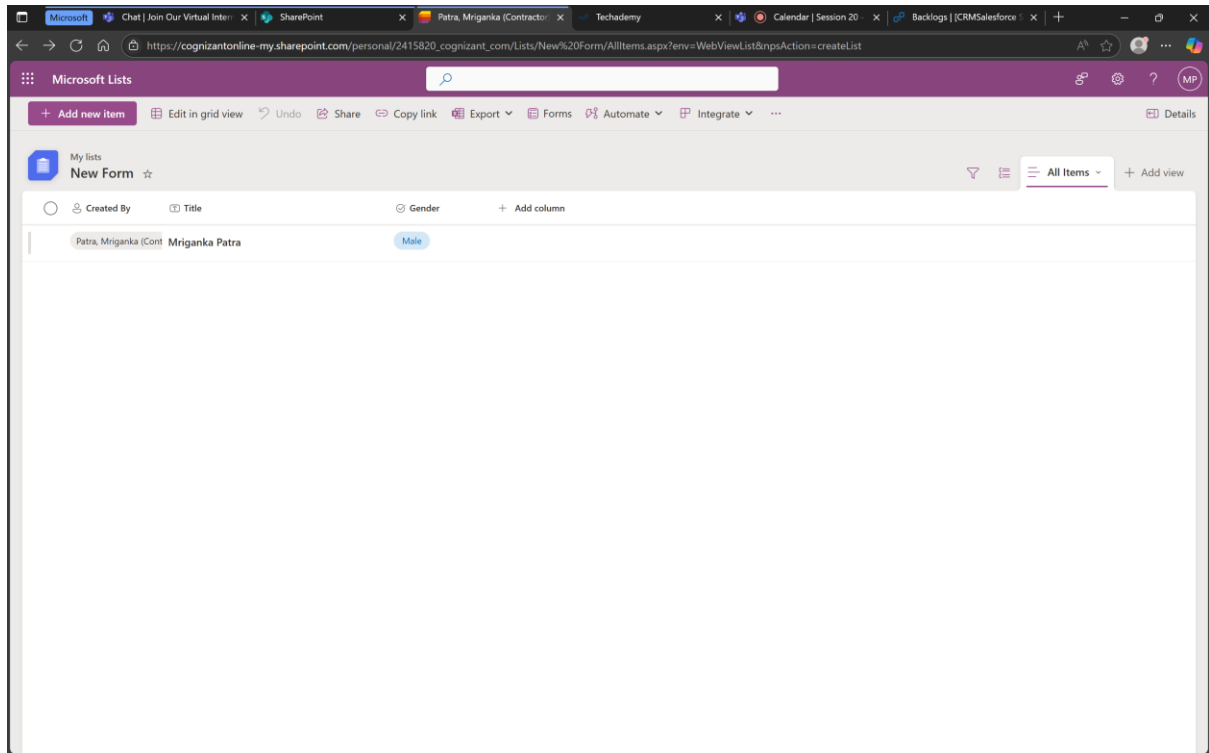 Microsoft Chat | Join Our Virtual Intern SharePoint Patra, Mriganka (Contractor) Techademy Calendar | Session 20 - Backlogs | [CRMSalesforce S
https://cognizantonline-my.sharepoint.com/personal/2415820_cognizant_com/Lists/New%20Form/AllItems.aspx?env=WebViewList&npsAction=createList
Microsoft Lists ? MP
+ Add new item Edit in grid view Undo Share Copy link Export Forms Automate Integrate ... Details
My lists
New Form All Items + Add view
Created By Title Gender + Add column
Patra, Mriganka (Cont Mriganka Patra Male